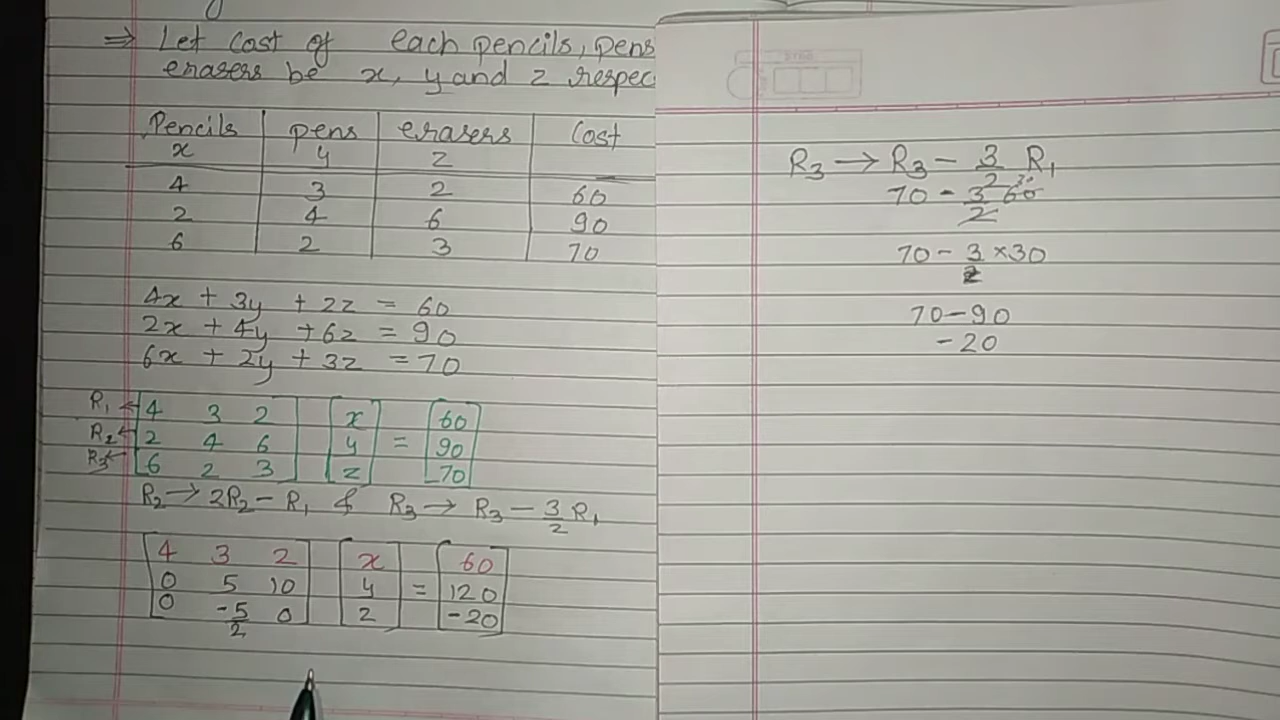 ⇒ Let cost of each pencils, pens
erasers be x, y and z respec
Pencils pens erasers Cost
x y z
4 3 2 60
2 4 6 90
6 2 3 70
4x + 3y + 2z = 60
2x + 4y + 6z = 90
6x + 2y + 3z = 70
R1 ← [4 3 2] [x] = [60]
R2 ← [2 4 6] [y] = [90]
R3 ← [6 2 3] [z] = [70]
R2 → 2R2 - R1 & R3 → R3 - 3/2 R1
[4 3 2] [x] = [60]
[0 5 10] [y] = [120]
[0 -5/2 0] [z] = [-20]
R3 → R3 - 3/2 R1
70 - 3/2 60 30
70 - 3 × 30
70 - 90
-20